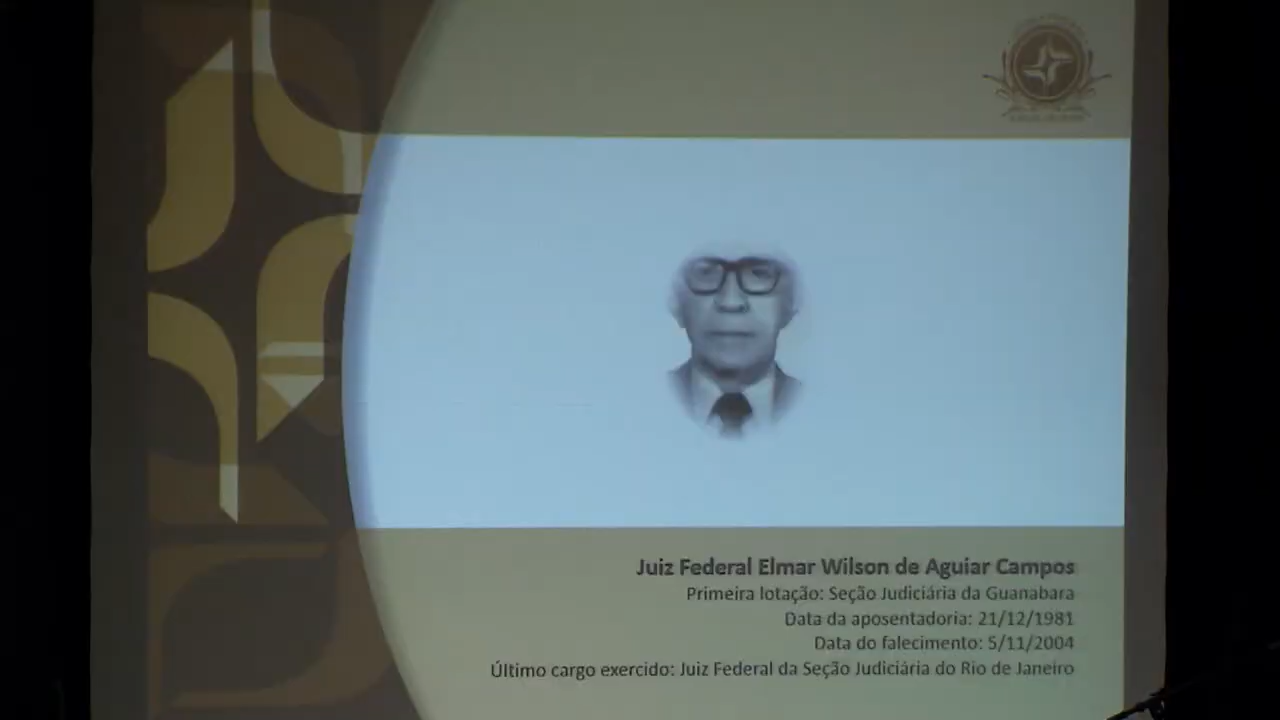 Juiz Federal Elmar Wilson de Aguiar Campos
Primeira lotação: Seção Judiciária da Guanabara
Data da aposentadoria: 21/12/1981
Data do falecimento: 5/11/2004
Último cargo exercido: Juiz Federal da Seção Judiciária do Rio de Janeiro